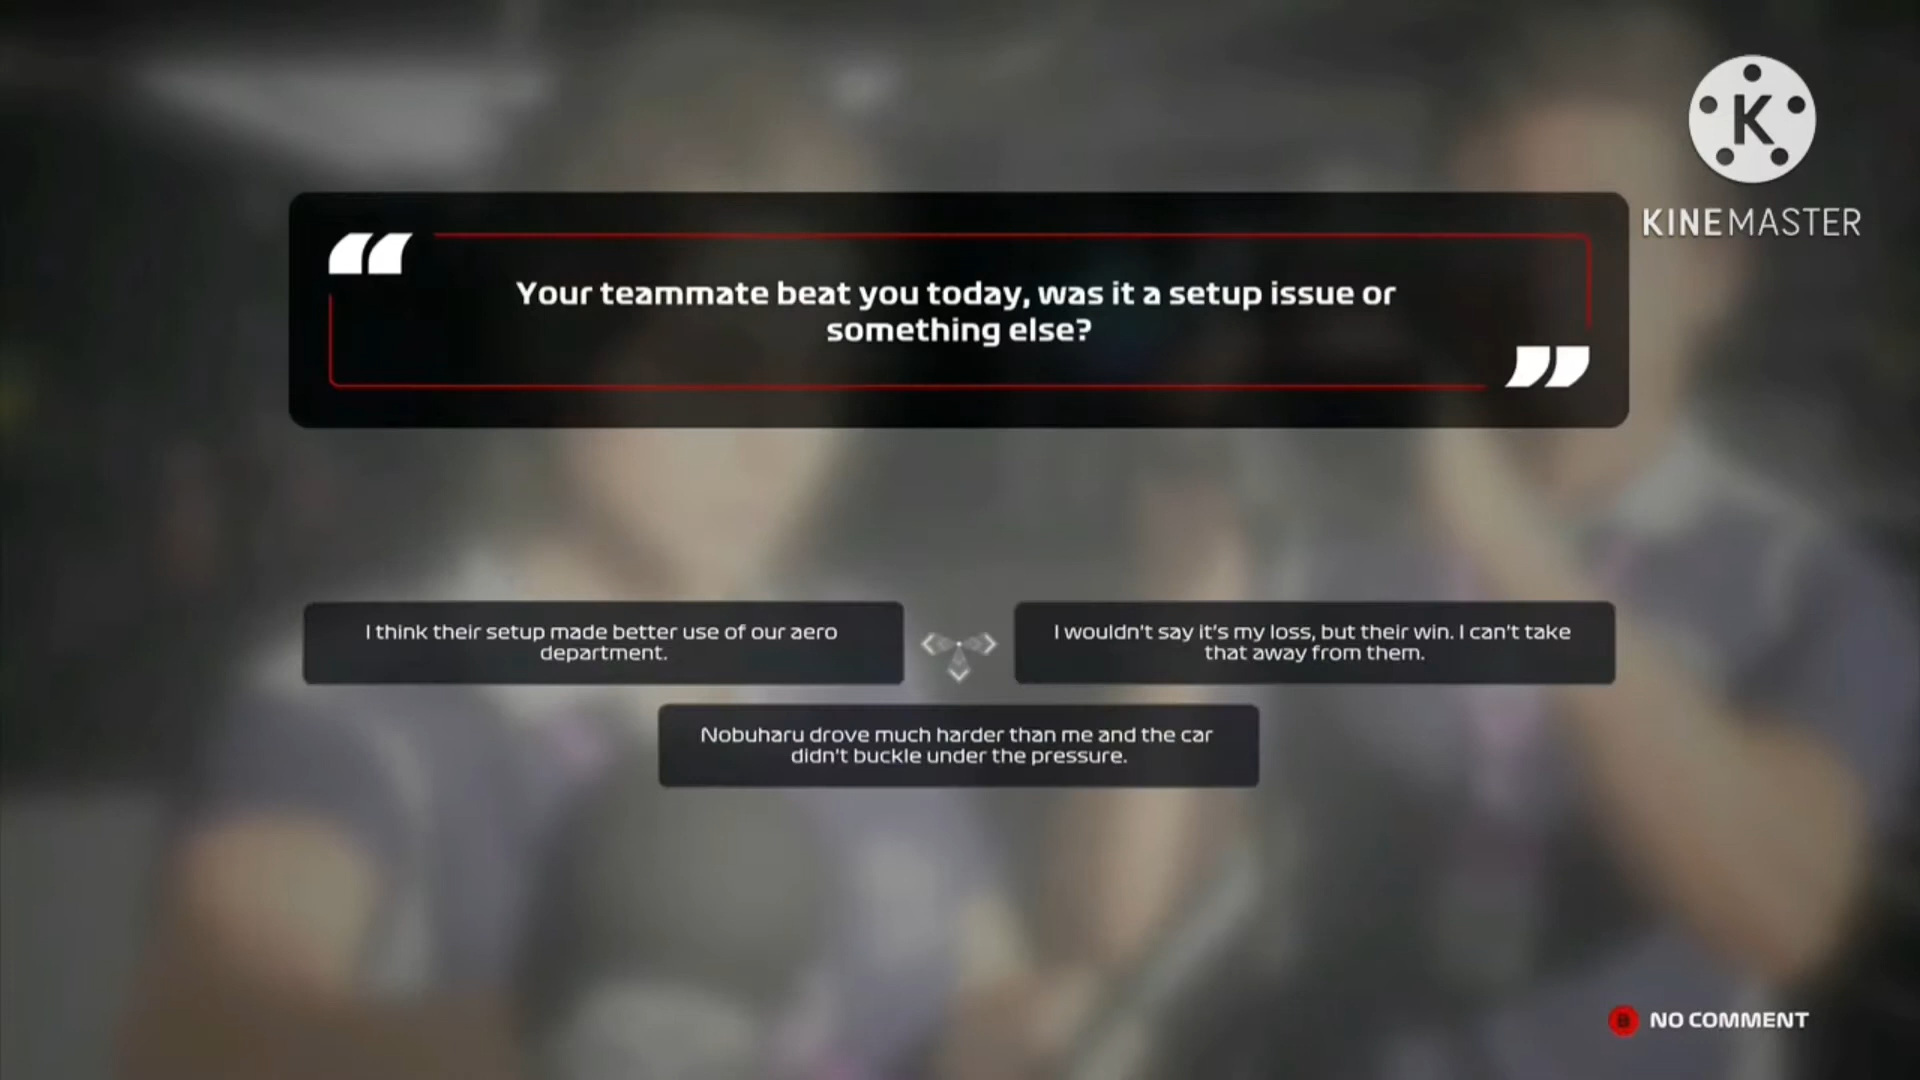 K
KINEMASTER
Your teammate beat you today, was it a setup issue or
something else?
I think their setup made better use of our aero
department.
I wouldn't say it's my loss, but their win. I can't take
that away from them.
Nobuharu drove much harder than me and the car
didn't buckle under the pressure.
NO COMMENT